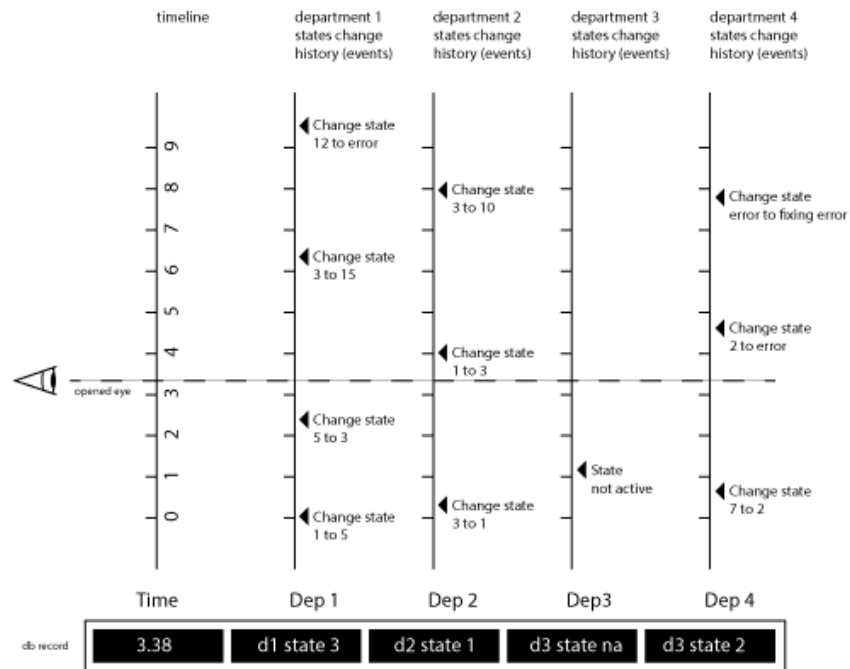 timeline
department 1
states change
history (events)
department 2
states change
history (events)
department 3
states change
history (events)
department 4
states change
history (events)
9
8
7
6
5
4
3
2
1
0
opened eye
Change state
12 to error
Change state
3 to 15
Change state
5 to 3
Change state
1 to 5
Change state
3 to 10
Change state
1 to 3
Change state
3 to 1
State
not active
Change state
error to fixing error
Change state
2 to error
Change state
7 to 2
Time
Dep 1
Dep 2
Dep3
Dep 4
db record
3.38
d1 state 3
d2 state 1
d3 state na
d3 state 2